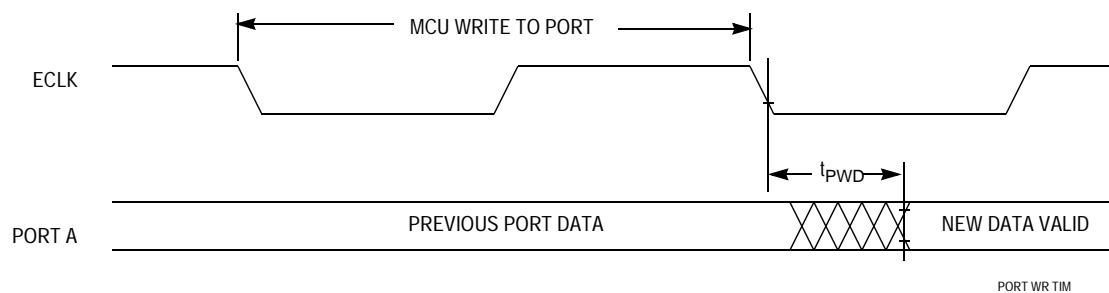 MCU WRITE TO PORT
ECLK
tPWD
PORT A
PREVIOUS PORT DATA
NEW DATA VALID
PORT WR TIM